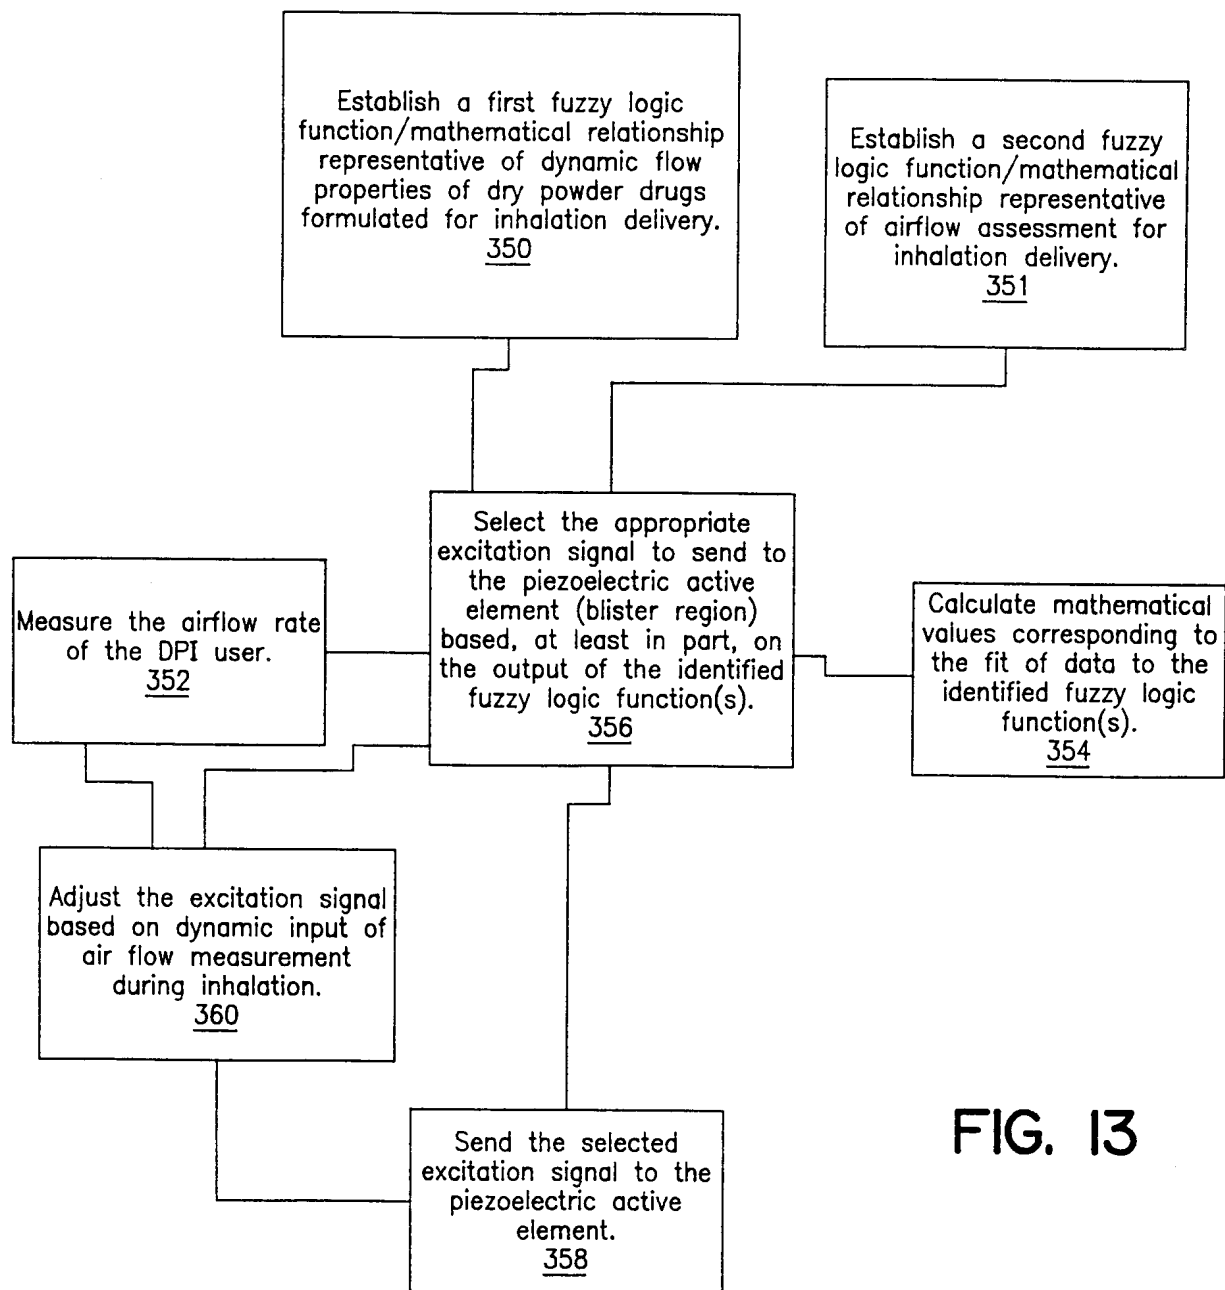 Establish a first fuzzy logic
function/mathematical relationship
representative of dynamic flow
properties of dry powder drugs
formulated for inhalation delivery.
350
Establish a second fuzzy
logic function/mathematical
relationship representative
of airflow assessment for
inhalation delivery.
351
Select the appropriate
excitation signal to send to
the piezoelectric active
element (blister region)
based, at least in part, on
the output of the identified
fuzzy logic function(s).
356
Measure the airflow rate
of the DPI user.
352
Calculate mathematical
values corresponding to
the fit of data to the
identified fuzzy logic
function(s).
354
Adjust the excitation signal
based on dynamic input of
air flow measurement
during inhalation.
360
Send the selected
excitation signal to the
piezoelectric active
element.
358
FIG. 13